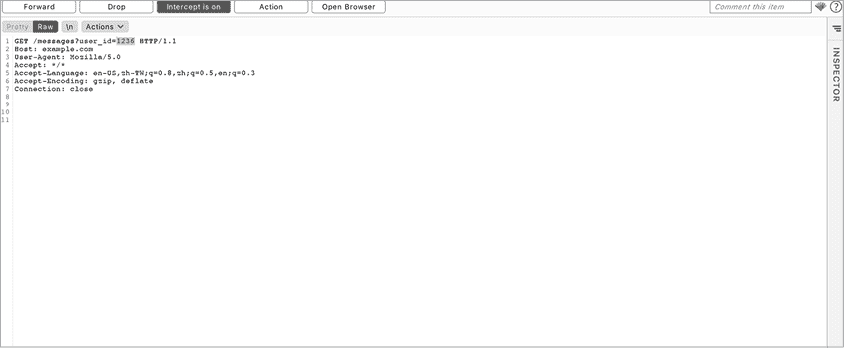 Forward Drop Intercept is on Action Open Browser Comment this item ?
Pretty Raw \n Actions
INSPECTOR
1 GET /messages?user_id=1236 HTTP/1.1
2 Host: example.com
3 User-Agent: Mozilla/5.0
4 Accept: */*
5 Accept-Language: en-US,zh-TW;q=0.8,zh;q=0.5,en;q=0.3
6 Accept-Encoding: gzip, deflate
7 Connection: close
8
9
10
11